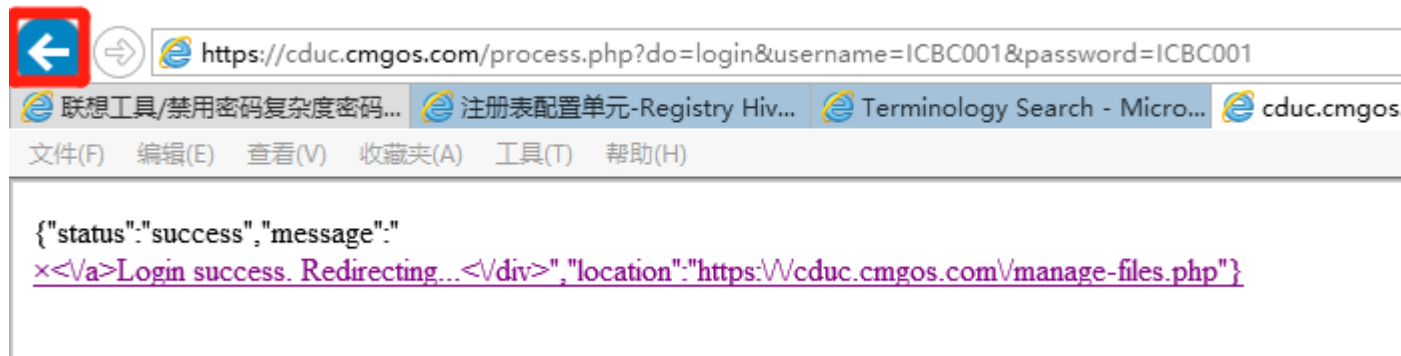 https://cduc.cmgos.com/process.php?do=login&username=ICBC001&password=ICBC001
联想工具/禁用密码复杂度密码... 注册表配置单元-Registry Hiv... Terminology Search - Micro... cduc.cmgos.
文件(F) 编辑(E) 查看(V) 收藏夹(A) 工具(T) 帮助(H)
{"status":"success","message":"
×<\/a>Login success. Redirecting...<\/div>","location":"https:\/\/cduc.cmgos.com\/manage-files.php"}